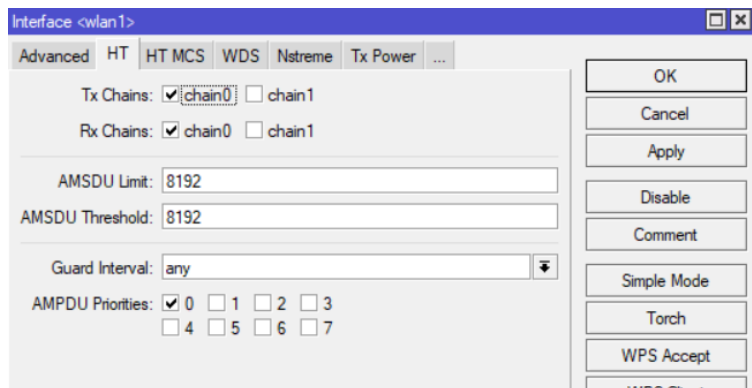 Interface <wlan1>
Advanced HT HT MCS WDS Nstreme Tx Power ...
Tx Chains: chain0 chain1
Rx Chains: chain0 chain1
AMSDU Limit: 8192
AMSDU Threshold: 8192
Guard Interval: any
AMPDU Priorities: 0 1 2 3
4 5 6 7
OK
Cancel
Apply
Disable
Comment
Simple Mode
Torch
WPS Accept